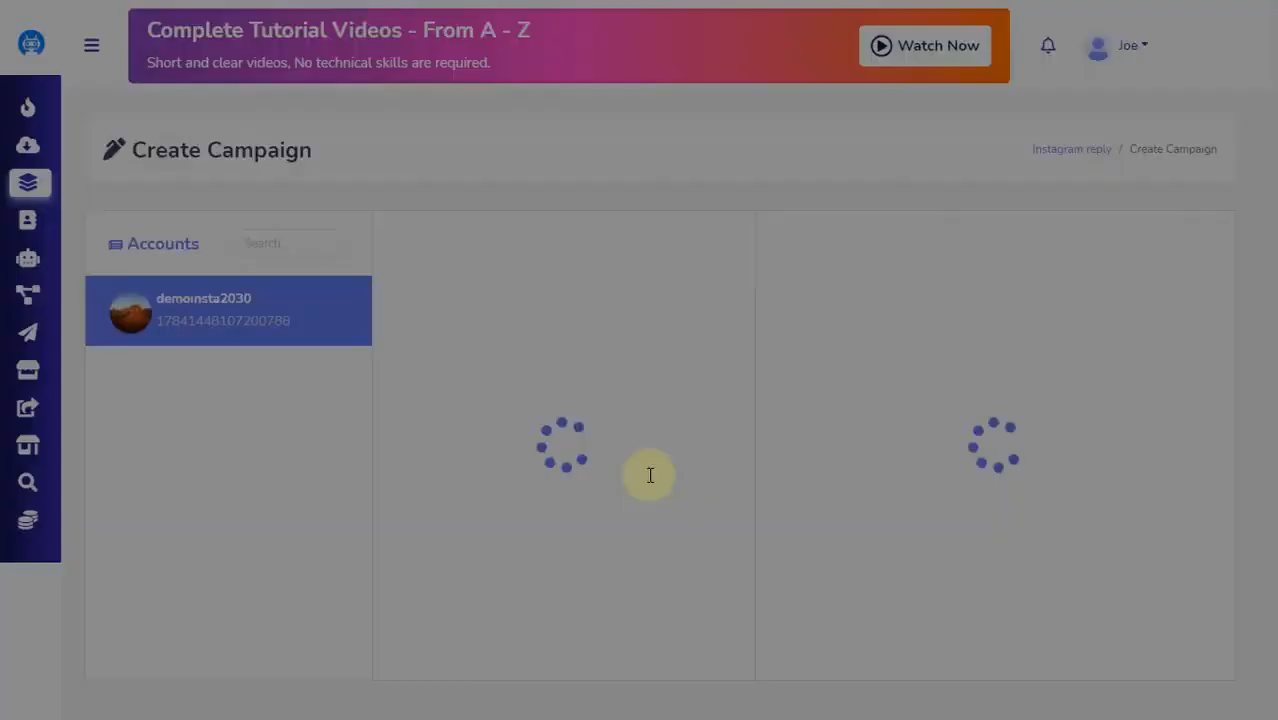 Complete Tutorial Videos - From A - Z
Short and clear videos, No technical skills are required.
Watch Now
Joe
Create Campaign
Instagram reply / Create Campaign
Accounts
Search
demoinsta2030
17841448107200786